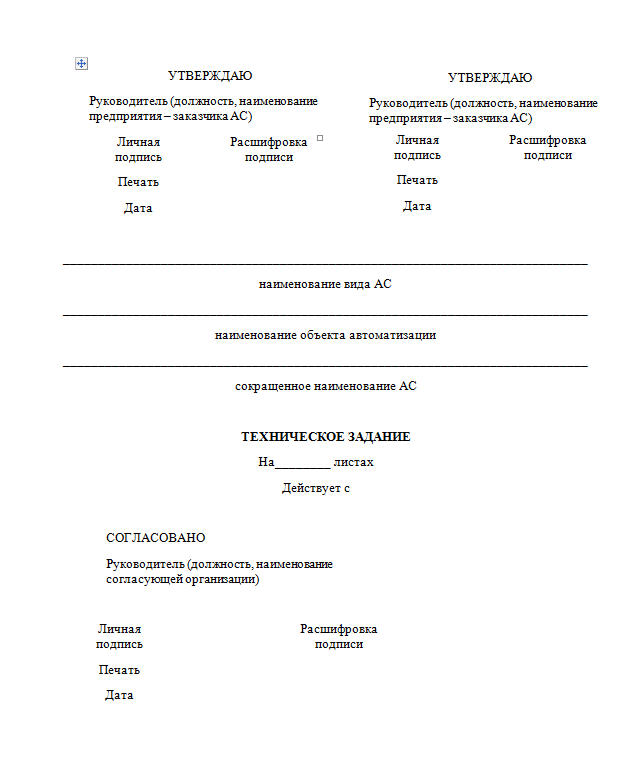 УТВЕРЖДАЮ
Руководитель (должность, наименование
предприятия – заказчика АС)
Личная
подпись
Расшифровка
подписи
Печать
Дата
УТВЕРЖДАЮ
Руководитель (должность, наименование
предприятия – заказчика АС)
Личная
подпись
Расшифровка
подписи
Печать
Дата
наименование вида АС
наименование объекта автоматизации
сокращенное наименование АС
ТЕХНИЧЕСКОЕ ЗАДАНИЕ
На________ листах
Действует с
СОГЛАСОВАНО
Руководитель (должность, наименование
согласующей организации)
Личная
подпись
Расшифровка
подписи
Печать
Дата